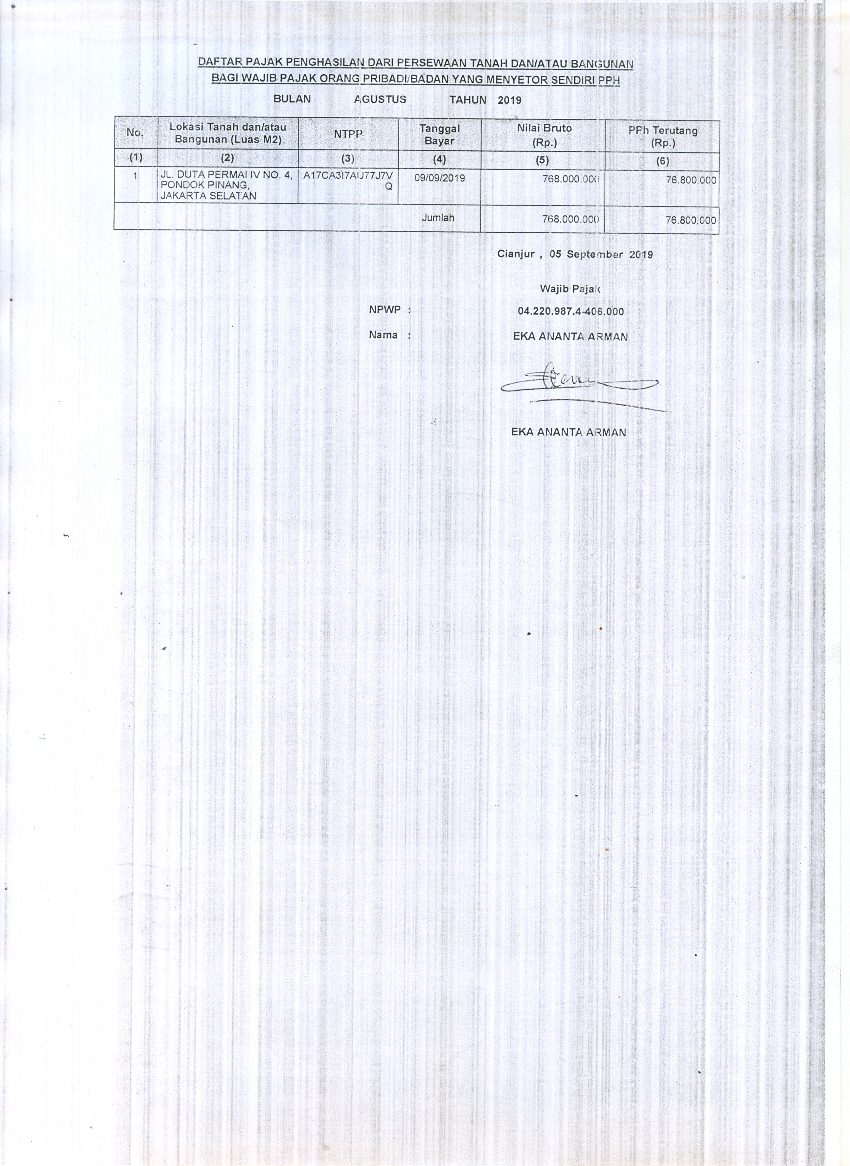 DAFTAR PAJAK PENGHASILAN DARI PERSEWAAN TANAH DAN/ATAU BANGUNAN
BAGI WAJIB PAJAK ORANG PRIBADI/BADAN YANG MENYETOR SENDIRI PPH
BULAN AGUSTUS TAHUN 2019
No. Lokasi Tanah dan/atau Bangunan (Luas M2) NTPP Tanggal Bayar Nilai Bruto (Rp.) PPh Terutang (Rp.)
(1) (2) (3) (4) (5) (6)
1 JL. DUTA PERMAI IV NO. 4, 09/09/2019 768.000.000 76.800.000
PONDOK PINANG,
JAKARTA SELATAN
Jumlah 768.000.000 76.800.000
Cianjur , 05 September 2019
Wajib Pajak
NPWP : 04.220.987.4-406.000
Nama : EKA ANANTA ARMAN
EKA ANANTA ARMAN